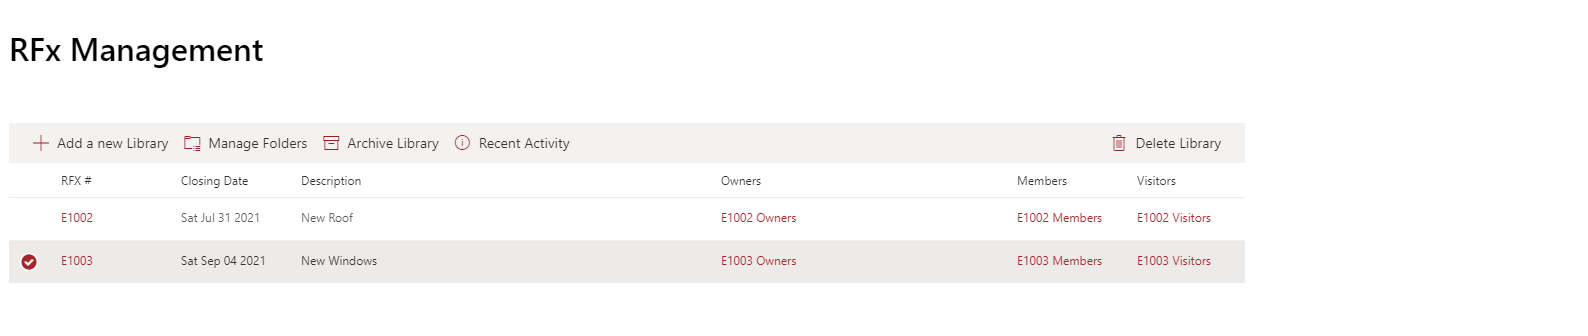 RFx Management
Add a new Library Manage Folders Archive Library Recent Activity Delete Library
RFX # Closing Date Description Owners Members Visitors
E1002 Sat Jul 31 2021 New Roof E1002 Owners E1002 Members E1002 Visitors
E1003 Sat Sep 04 2021 New Windows E1003 Owners E1003 Members E1003 Visitors